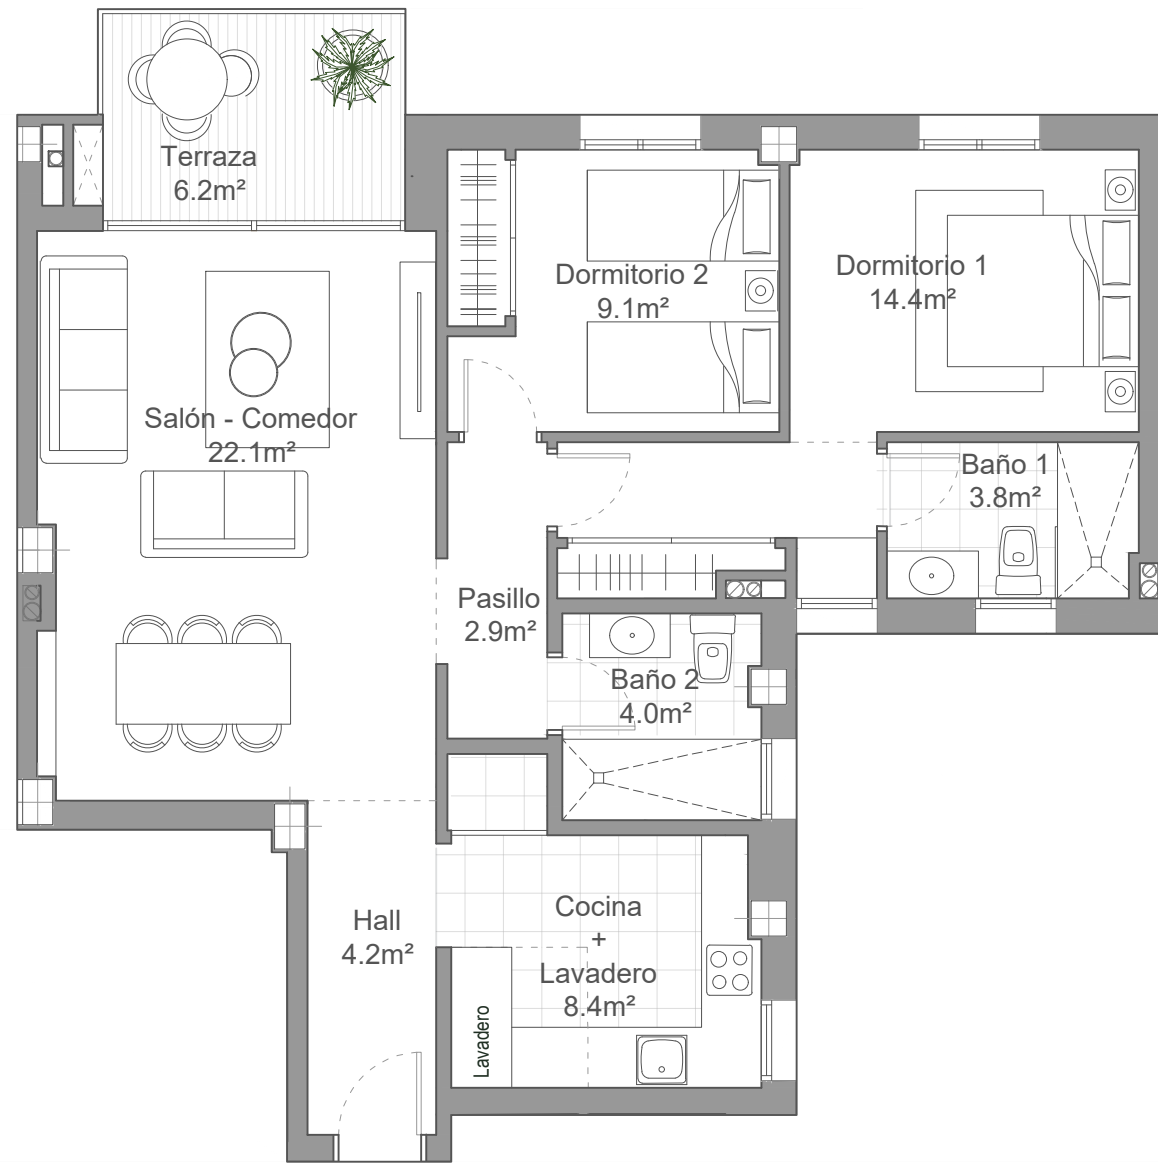 Terraza
6.2m²
Dormitorio 2
9.1m²
Dormitorio 1
14.4m²
Salón - Comedor
22.1m²
Baño 1
3.8m²
Pasillo
2.9m²
Baño 2
4.0m²
Hall
4.2m²
Cocina
+
Lavadero
8.4m²
Lavadero